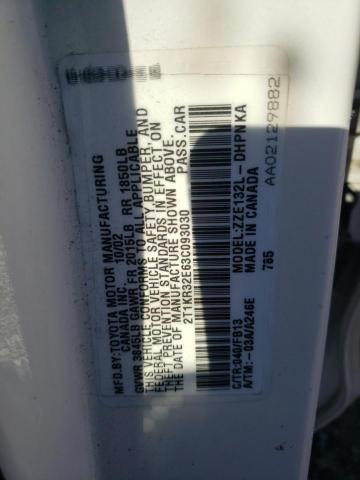 MFD.BY:TOYOTA MOTOR MANUFACTURING
CANADA INC. 10/02
GVWR 3845LB GAWR FR 2015LB RR 1850LB
THIS VEHICLE CONFORMS TO ALL APPLICABLE
FEDERAL MOTOR VEHICLE SAFETY, BUMPER, AND
THEFT PREVENTION STANDARDS IN EFFECT ON
THE DATE OF MANUFACTURE SHOWN ABOVE.
2T1KR32E63C093030 PASS.CAR
C/TR:040/FB13 MODEL:ZZE132L-DHPNKA
A/TM:-03A/A246E MADE IN CANADA
765 AA02129882